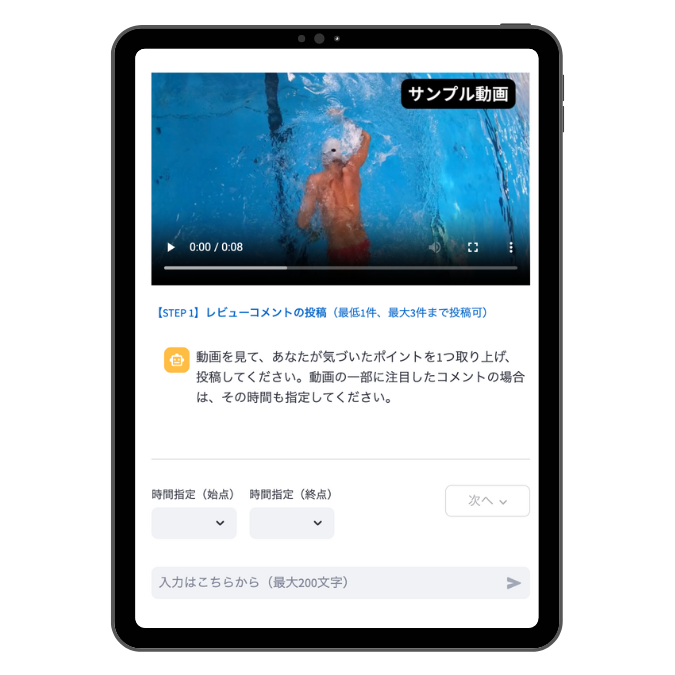 サンプル動画
0:00 / 0:08
【STEP 1】レビューコメントの投稿（最低1件、最大3件まで投稿可）
動画を見て、あなたが気づいたポイントを1つ取り上げ、
投稿してください。動画の一部に注目したコメントの場合
は、その時間も指定してください。
時間指定（始点） 時間指定（終点）
次へ
入力はこちらから（最大200文字）